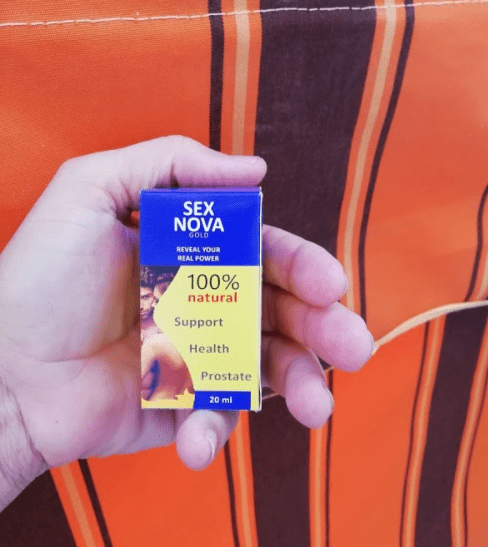 SEX
NOVA
GOLD
REVEAL YOUR
REAL POWER
100%
natural
Support
Health
Prostate
20 ml